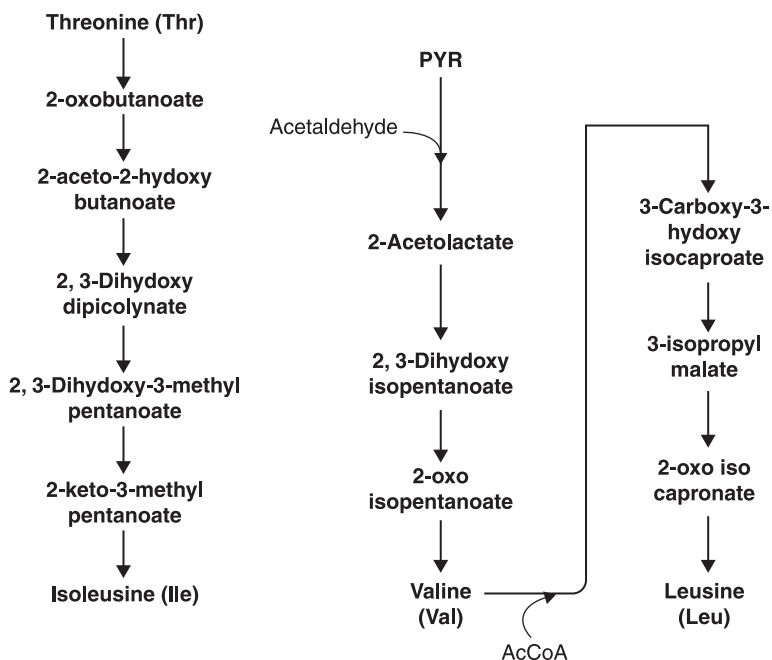 Threonine (Thr)
2-oxobutanoate
2-aceto-2-hydoxy
butanoate
2, 3-Dihydoxy
dipicolynate
2, 3-Dihydoxy-3-methyl
pentanoate
2-keto-3-methyl
pentanoate
Isoleusine (Ile)
PYR
Acetaldehyde
2-Acetolactate
2, 3-Dihydoxy
isopentanoate
2-oxo
isopentanoate
Valine
(Val)
AcCoA
3-Carboxy-3-
hydoxy
isocaproate
3-isopropyl
malate
2-oxo iso
capronate
Leusine
(Leu)